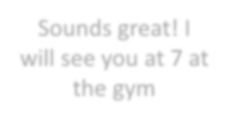 Sounds great! I
will see you at 7 at
the gym